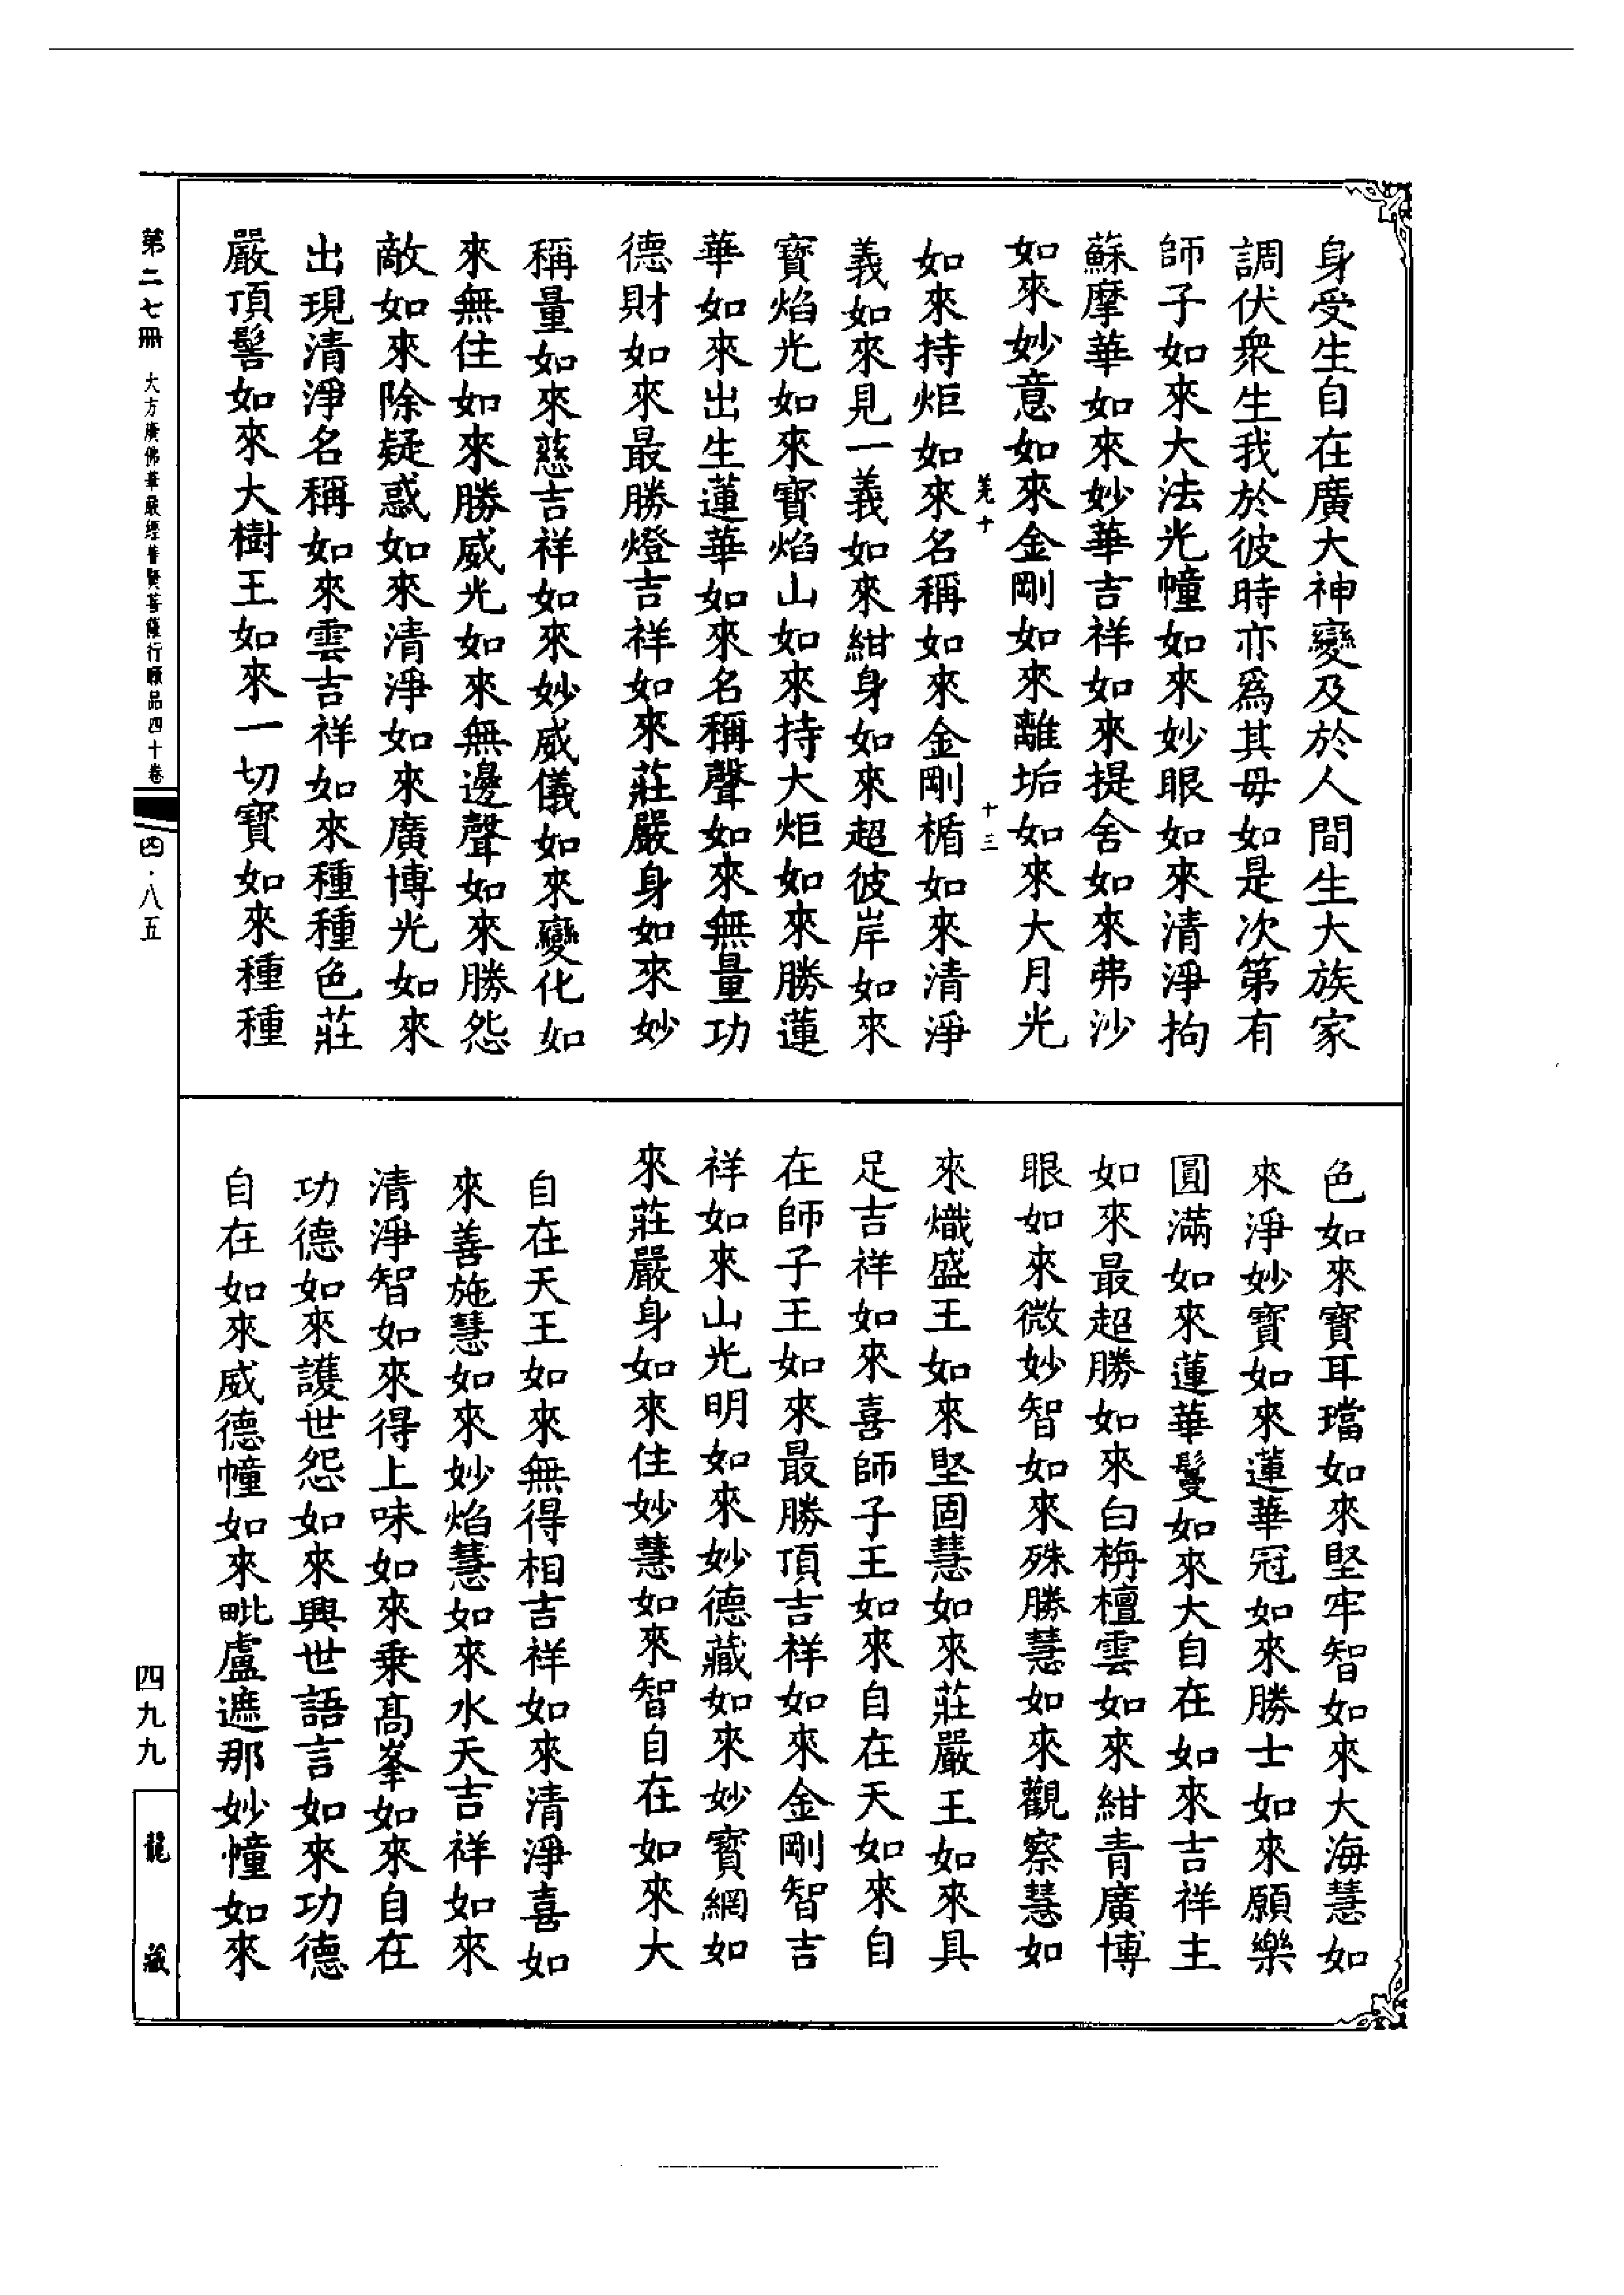 身受生自在廣大神變及於人間生大族家
調伏衆生我於彼時亦爲其母如是次第有
師子如來大法光幢如來妙眼如來清淨拘
蘇摩華如來妙華吉祥如來提舍如來弗沙
如來妙意如來金剛如來離垢如來大月光
羌十
十三
如來持炬如來名稱如來金剛楯如來清淨
義如來見一義如來紺身如來超彼岸如來
寶焰光如來寶焰山如來持大炬如來勝蓮
華如來出生蓮華如來名稱聲如來無量功
德財如來最勝燈吉祥如來莊嚴身如來妙
稱量如來慈吉祥如來妙威儀如來變化如
來無住如來勝威光如來無邊聲如來勝怨
敵如來除疑惑如來清淨如來廣博光如來
出現清淨名稱如來雲吉祥如來種種色莊
嚴頂髻如來大樹王如來一切寶如來種種
色如來寶耳璫如來堅牢智如來大海慧如
來淨妙寶如來蓮華冠如來勝士如來願樂
圓滿如來蓮華鬘如來大自在如來吉祥主
如來最超勝如來白栴檀雲如來紺青廣博
眼如來微妙智如來殊勝慧如來觀察慧如
來熾盛王如來堅固慧如來莊嚴王如來具
足吉祥如來喜師子王如來自在天如來自
在師子王如來最勝頂吉祥如來金剛智吉
祥如來山光明如來妙德藏如來妙寶網如
來莊嚴身如來住妙慧如來智自在如來大
自在天王如來無得相吉祥如來清淨喜如
來善施慧如來妙焰慧如來水天吉祥如來
清淨智如來得上味如來乗髙峯如來自在
功德如來護世怨如來興世語言如來功德
自在如來威德幢如來毗盧遮那妙幢如來
第二七冊 大方廣佛華嚴經普賢菩薩行願品四十卷
四·八五
四九九
龍藏